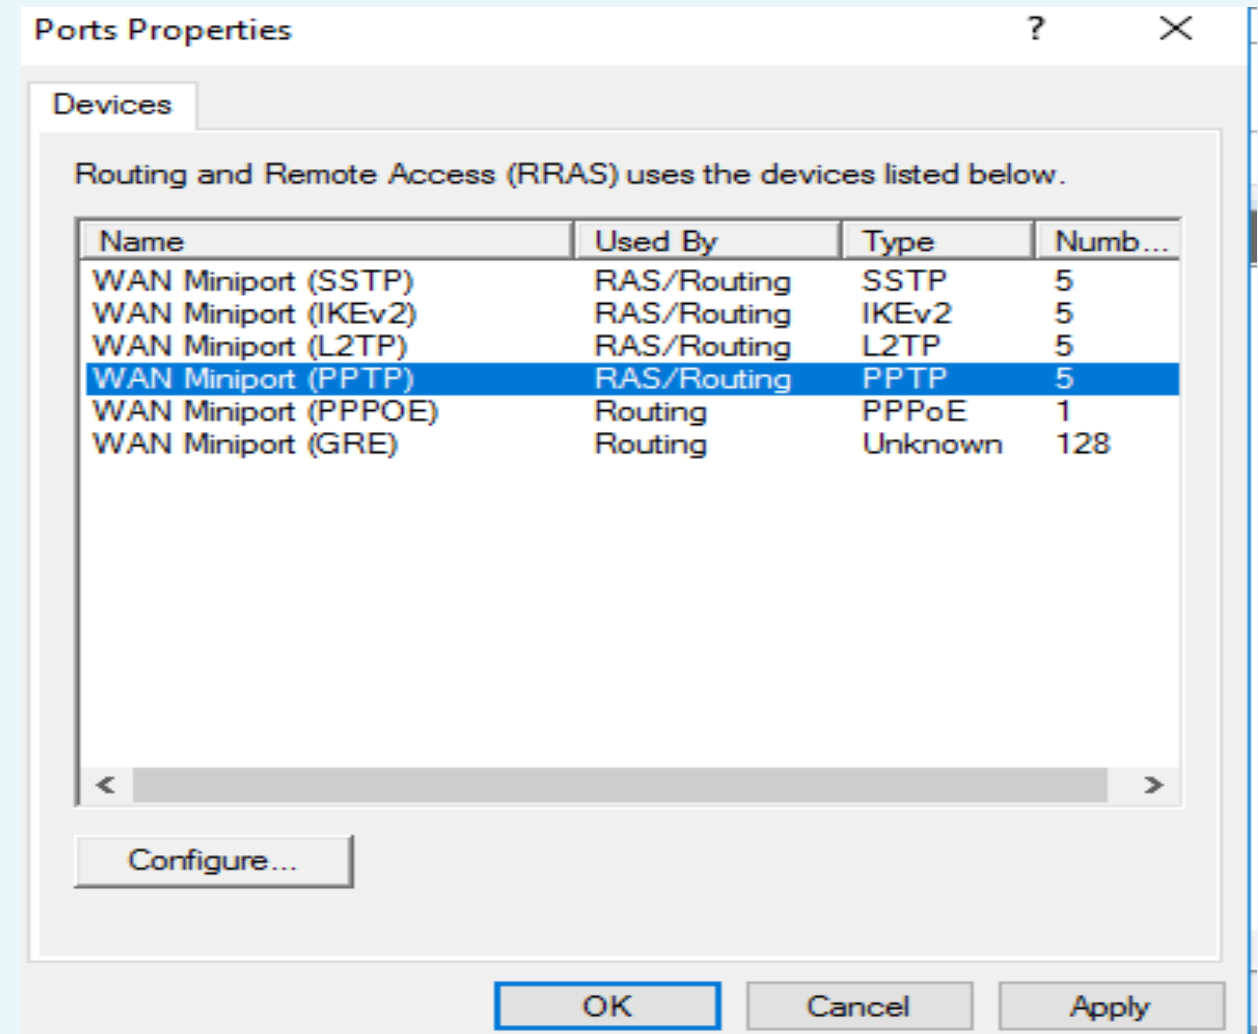 Ports Properties ?
Devices
Routing and Remote Access (RRAS) uses the devices listed below.
Name Used By Type Numb...
WAN Miniport (SSTP) RAS/Routing SSTP 5
WAN Miniport (IKEv2) RAS/Routing IKEv2 5
WAN Miniport (L2TP) RAS/Routing L2TP 5
WAN Miniport (PPTP) RAS/Routing PPTP 5
WAN Miniport (PPPOE) Routing PPPoE 1
WAN Miniport (GRE) Routing Unknown 128
Configure...
OK Cancel Apply